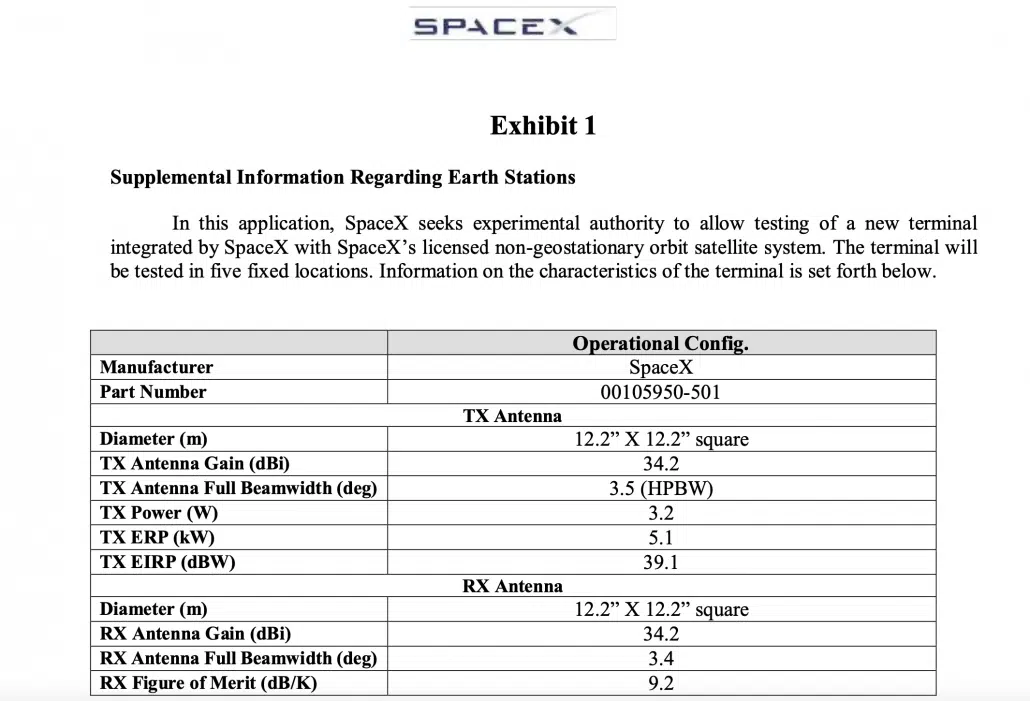 SPACEX
Exhibit 1
Supplemental Information Regarding Earth Stations
In this application, SpaceX seeks experimental authority to allow testing of a new terminal
integrated by SpaceX with SpaceX’s licensed non-geostationary orbit satellite system. The terminal will
be tested in five fixed locations. Information on the characteristics of the terminal is set forth below.
Operational Config.
Manufacturer SpaceX
Part Number 00105950-501
TX Antenna
Diameter (m) 12.2” X 12.2” square
TX Antenna Gain (dBi) 34.2
TX Antenna Full Beamwidth (deg) 3.5 (HPBW)
TX Power (W) 3.2
TX ERP (kW) 5.1
TX EIRP (dBW) 39.1
RX Antenna
Diameter (m) 12.2” X 12.2” square
RX Antenna Gain (dBi) 34.2
RX Antenna Full Beamwidth (deg) 3.4
RX Figure of Merit (dB/K) 9.2